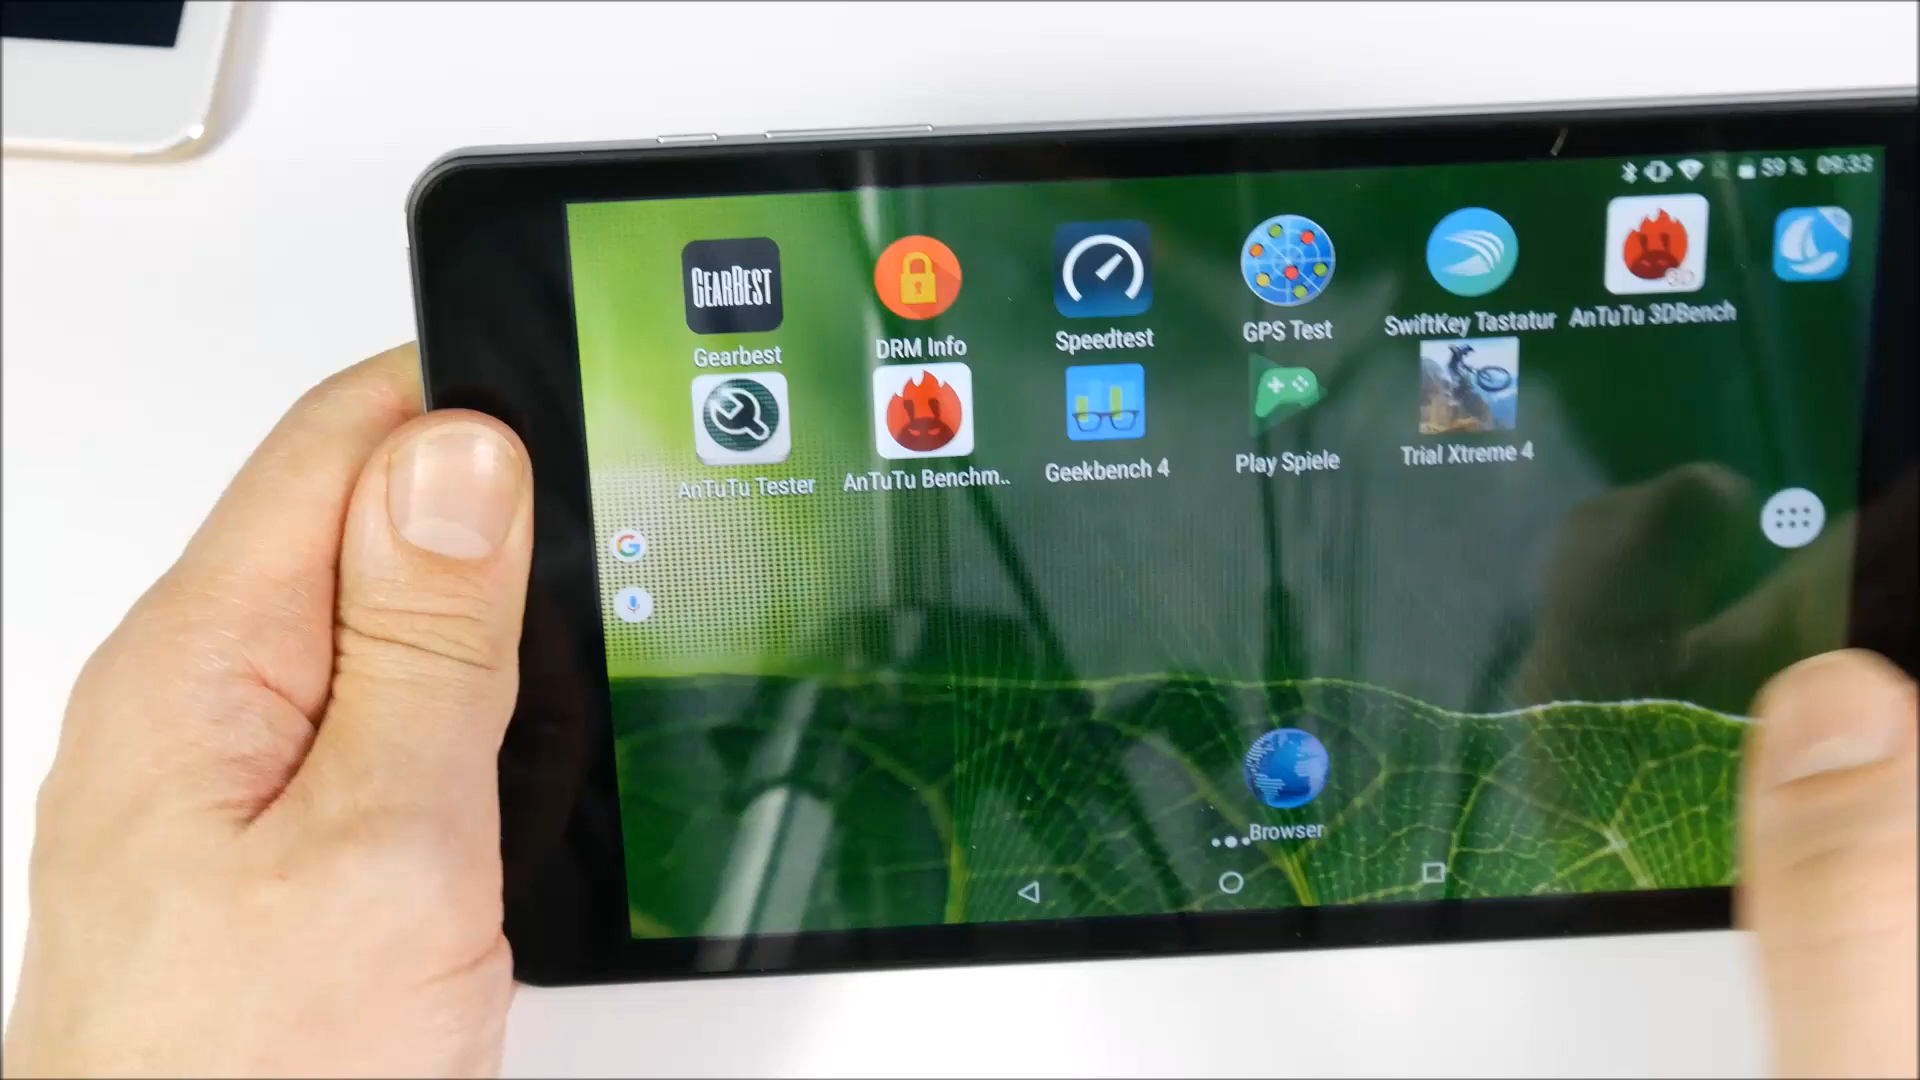 59 % 09:33
GEARBEST
3D
Gearbest
DRM Info
Speedtest
GPS Test
SwiftKey Tastatur
AnTuTu 3DBench
AnTuTu Tester
AnTuTu Benchm..
Geekbench 4
Play Spiele
Trial Xtreme 4
G
Browser